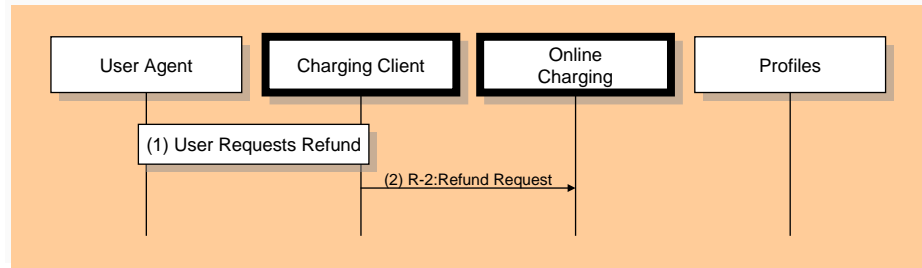 User Agent
Charging Client
Online
Charging
Profiles
(1) User Requests Refund
(2) R-2:Refund Request